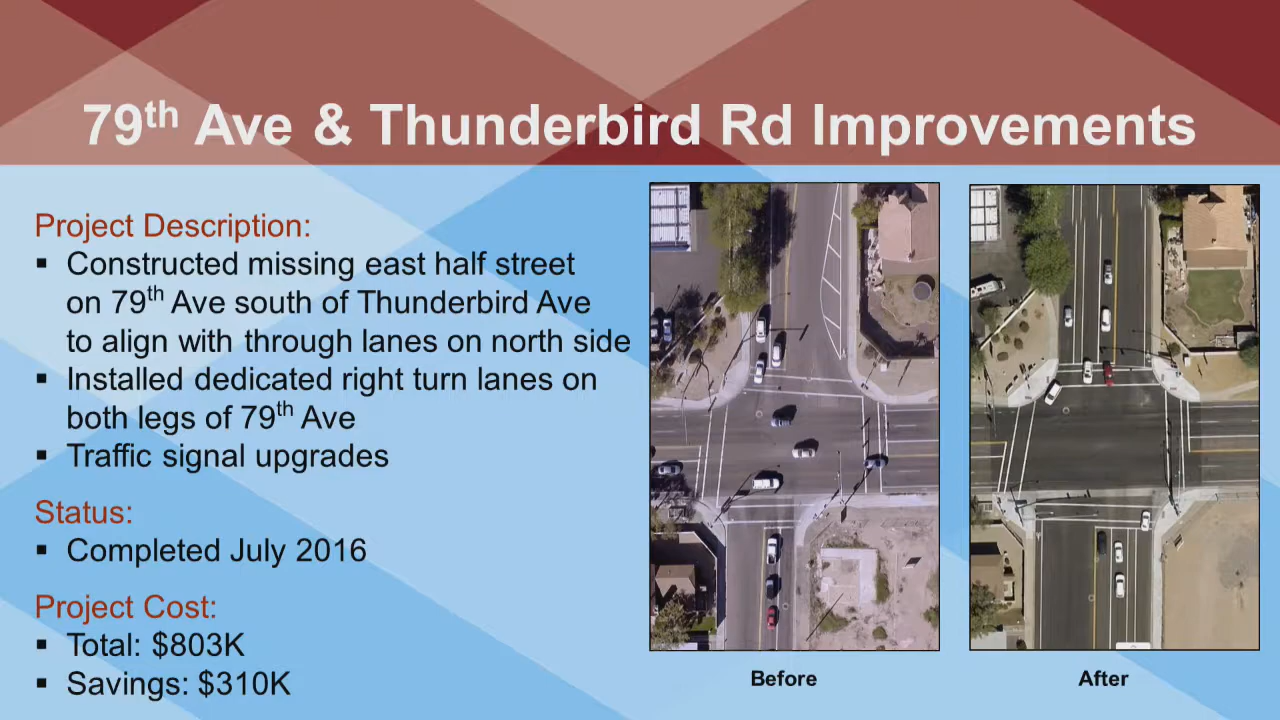 79th Ave & Thunderbird Rd Improvements
Project Description:
▪ Constructed missing east half street
on 79th Ave south of Thunderbird Ave
to align with through lanes on north side
▪ Installed dedicated right turn lanes on
both legs of 79th Ave
▪ Traffic signal upgrades
Status:
▪ Completed July 2016
Project Cost:
▪ Total: $803K
▪ Savings: $310K
Before
After